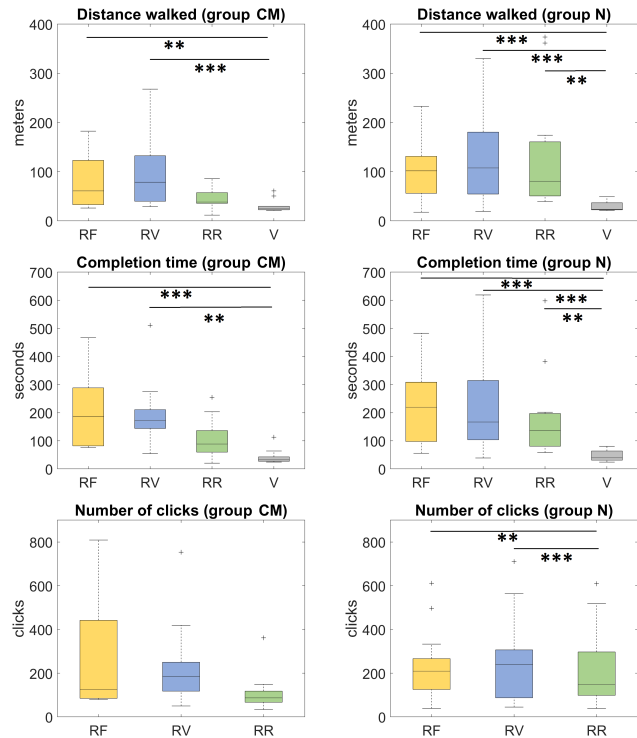 Distance walked (group CM)
400
300
200
100
0
meters
**
***
RF RV RR V
Distance walked (group N)
400
300
200
100
0
meters
***
***
**
RF RV RR V
Completion time (group CM)
700
600
500
400
300
200
100
0
seconds
***
**
RF RV RR V
Completion time (group N)
700
600
500
400
300
200
100
0
seconds
***
***
**
RF RV RR V
Number of clicks (group CM)
800
600
400
200
0
clicks
RF RV RR
Number of clicks (group N)
800
600
400
200
0
clicks
**
***
RF RV RR